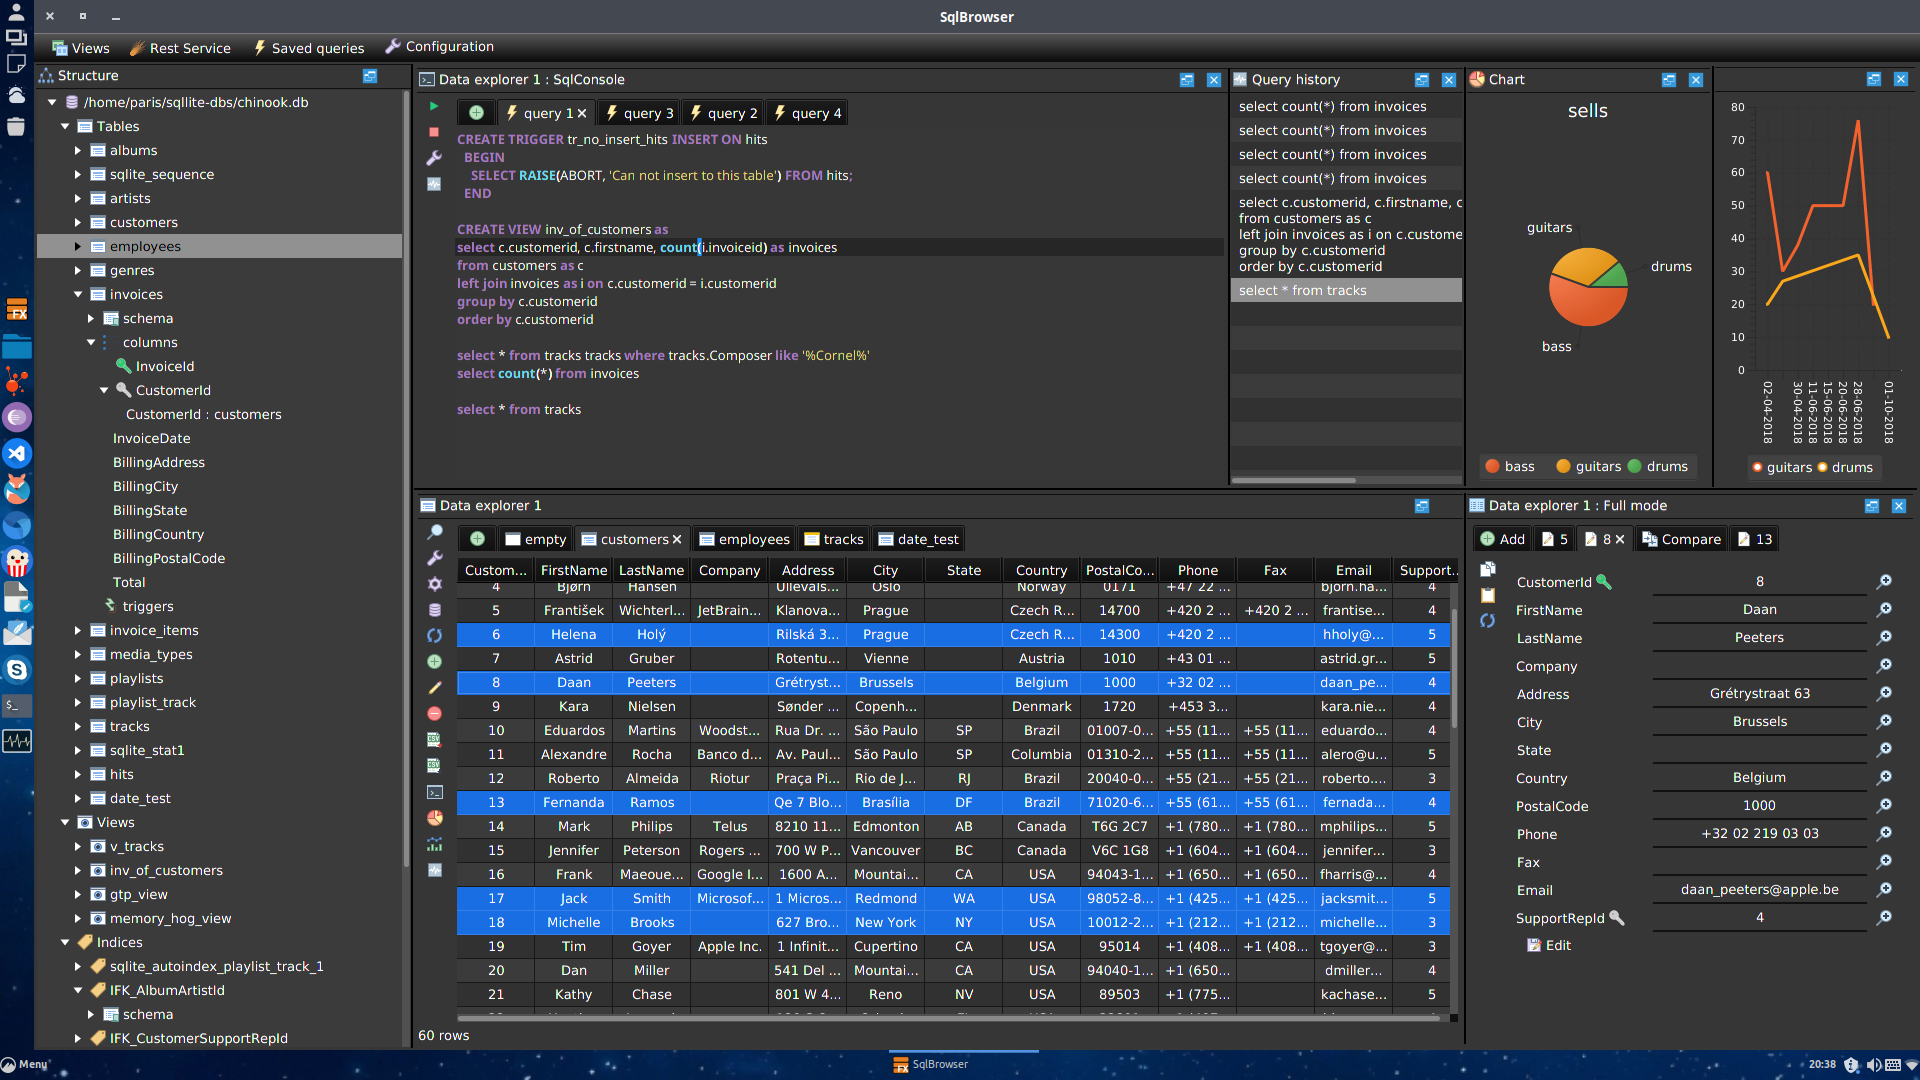 SqlBrowser
Views Rest Service Saved queries Configuration
Structure
/home/paris/sqllite-dbs/chinook.db
Tables
albums
sqlite_sequence
artists
customers
employees
genres
invoices
schema
columns
InvoiceId
CustomerId
CustomerId : customers
InvoiceDate
BillingAddress
BillingCity
BillingState
BillingCountry
BillingPostalCode
Total
triggers
invoice_items
media_types
playlists
playlist_track
tracks
sqlite_stat1
hits
date_test
Views
v_tracks
inv_of_customers
gtp_view
memory_hog_view
Indices
sqlite_autoindex_playlist_track_1
IFK_AlbumArtistId
schema
IFK_CustomerSupportRepId
Data explorer 1 : SqlConsole
query 1 query 3 query 2 query 4
CREATE TRIGGER tr_no_insert_hits INSERT ON hits
BEGIN
SELECT RAISE(ABORT, 'Can not insert to this table') FROM hits;
END
CREATE VIEW inv_of_customers as
select c.customerid, c.firstname, count(i.invoiceid) as invoices
from customers as c
left join invoices as i on c.customerid = i.customerid
group by c.customerid
order by c.customerid
select * from tracks tracks where tracks.Composer like '%Cornel%'
select count(*) from invoices
select * from tracks
Query history
select count(*) from invoices
select count(*) from invoices
select count(*) from invoices
select count(*) from invoices
select c.customerid, c.firstname, c
from customers as c
left join invoices as i on c.custome
group by c.customerid
order by c.customerid
select * from tracks
Chart
sells
guitars
drums
bass
bass guitars drums
80
70
60
50
40
30
20
10
0
02-04-2018
30-04-2018
11-06-2018
15-06-2018
20-06-2018
28-06-2018
01-10-2018
guitars drums
Data explorer 1
empty customers employees tracks date_test
Custom... FirstName LastName Company Address City State Country PostalCo... Phone Fax Email Support...
4 Bjørn Hansen Ullevåls... Oslo Norway 0171 +47 22 ... bjorn.ha... 4
5 František Wichterl... JetBrain... Klanova... Prague Czech R... 14700 +420 2 ... +420 2 ... frantise... 4
6 Helena Holý Rilská 3... Prague Czech R... 14300 +420 2 ... hholy@... 5
7 Astrid Gruber Rotentu... Vienne Austria 1010 +43 01 ... astrid.gr... 5
8 Daan Peeters Grétryst... Brussels Belgium 1000 +32 02 ... daan_pe... 4
9 Kara Nielsen Sønder ... Copenh... Denmark 1720 +453 3... kara.nie... 4
10 Eduardos Martins Woodst... Rua Dr. ... São Paulo SP Brazil 01007-0... +55 (11... +55 (11... eduardo... 4
11 Alexandre Rocha Banco d... Av. Paul... São Paulo SP Columbia 01310-2... +55 (11... +55 (11... alero@u... 5
12 Roberto Almeida Riotur Praça Pi... Rio de J... RJ Brazil 20040-0... +55 (21... +55 (21... roberto.... 3
13 Fernanda Ramos Qe 7 Blo... Brasília DF Brazil 71020-6... +55 (61... +55 (61... fernada... 4
14 Mark Philips Telus 8210 11... Edmonton AB Canada T6G 2C7 +1 (780... +1 (780... mphilips... 5
15 Jennifer Peterson Rogers ... 700 W P... Vancouver BC Canada V6C 1G8 +1 (604... +1 (604... jennifer... 3
16 Frank Maeoue... Google I... 1600 A... Mountai... CA USA 94043-1... +1 (650... +1 (650... fharris@... 4
17 Jack Smith Microsof... 1 Micros... Redmond WA USA 98052-8... +1 (425... +1 (425... jacksmit... 5
18 Michelle Brooks 627 Bro... New York NY USA 10012-2... +1 (212... +1 (212... michelle... 3
19 Tim Goyer Apple Inc. 1 Infinit... Cupertino CA USA 95014 +1 (408... +1 (408... tgoyer@... 3
20 Dan Miller 541 Del ... Mountai... CA USA 94040-1... +1 (650... dmiller... 4
21 Kathy Chase 801 W 4... Reno NV USA 89503 +1 (775... kachase... 5
60 rows
Data explorer 1 : Full mode
Add 5 8 Compare 13
CustomerId 8
FirstName Daan
LastName Peeters
Company
Address Grétrystraat 63
City Brussels
State
Country Belgium
PostalCode 1000
Phone +32 02 219 03 03
Fax
Email daan_peeters@apple.be
SupportRepId 4
Edit
Menu SqlBrowser 20:38